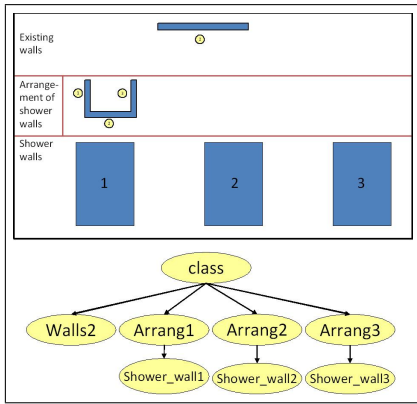 Existing
walls
2
Arrange-
ment of
shower
walls
Shower
walls
1 2 3
class
Walls2 Arrang1 Arrang2 Arrang3
Shower_wall1 Shower_wall2 Shower_wall3